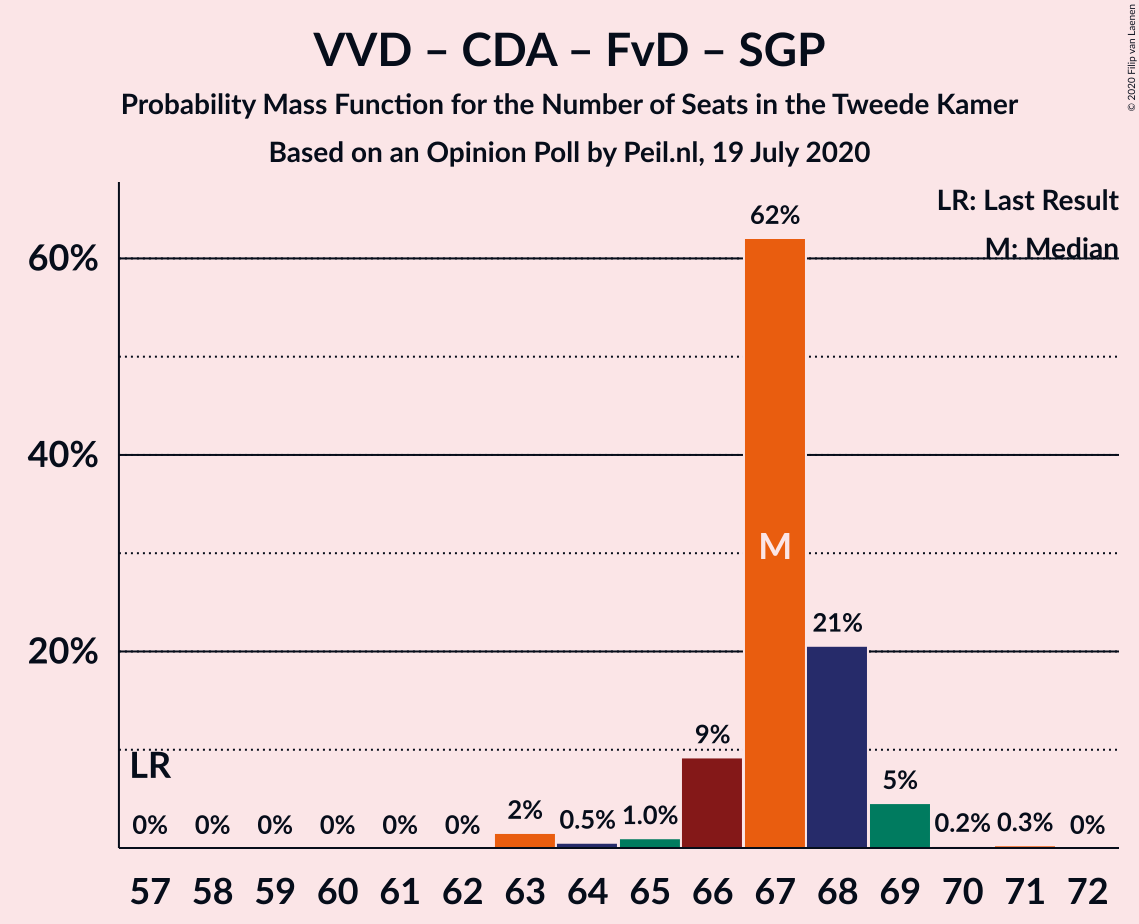 VVD – CDA – FvD – SGP
Probability Mass Function for the Number of Seats in the Tweede Kamer
Based on an Opinion Poll by Peil.nl, 19 July 2020
© 2020 Filip van Laenen
LR: Last Result
M: Median
60%
40%
20%
62%
M
21%
9%
5%
LR
0% 0% 0% 0% 0% 0% 2% 0.5% 1.0% 0.2% 0.3% 0%
57 58 59 60 61 62 63 64 65 66 67 68 69 70 71 72